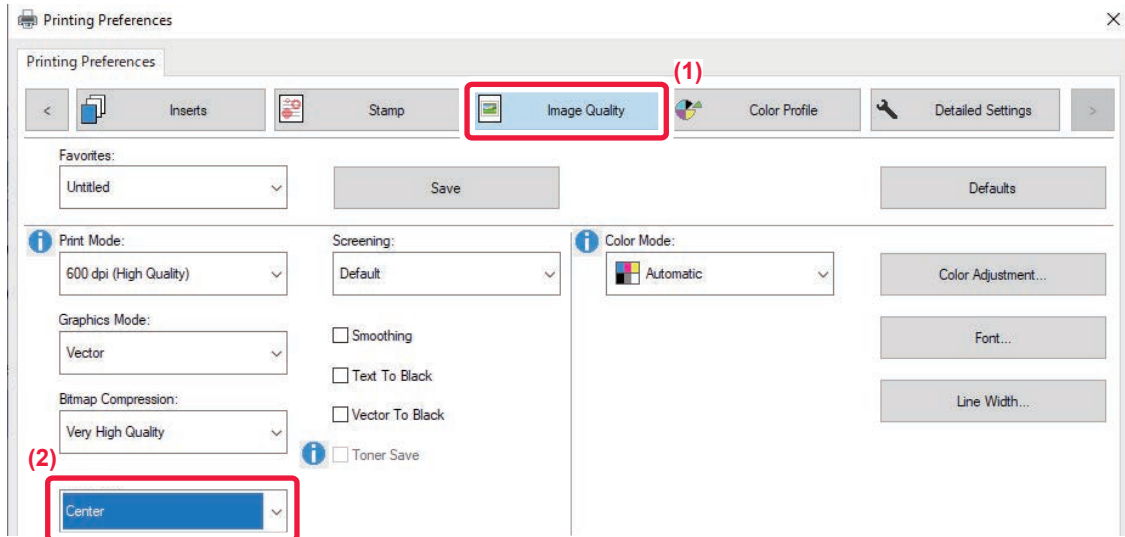 Printing Preferences
Printing Preferences
(1)
< Inserts Stamp Image Quality Color Profile Detailed Settings >
Favorites:
Untitled Save Defaults
Print Mode: Screening: Color Mode:
600 dpi (High Quality) Default Automatic Color Adjustment...
Graphics Mode:
Vector Smoothing Font...
Text To Black
Bitmap Compression: Line Width...
Very High Quality Vector To Black
(2) Toner Save
Center